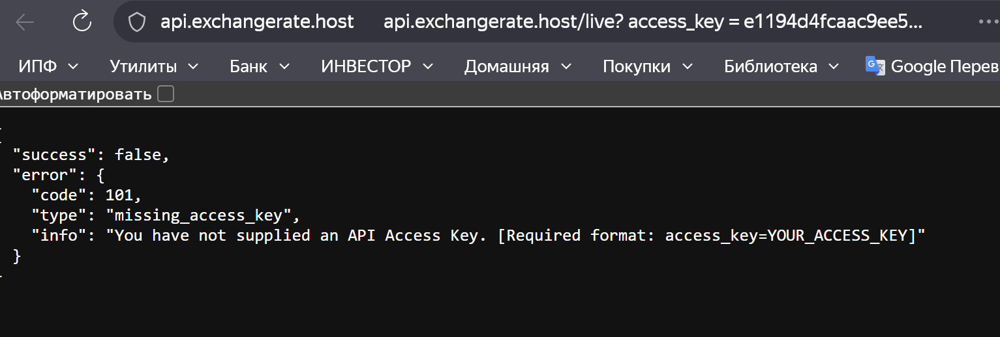 api.exchangerate.host api.exchangerate.host/live? access_key = e1194d4fcaac9ee5...
ИПФ Утилиты Банк ИНВЕСТОР Домашняя Покупки Библиотека Google Перев
Автоформатировать
{
"success": false,
"error": {
"code": 101,
"type": "missing_access_key",
"info": "You have not supplied an API Access Key. [Required format: access_key=YOUR_ACCESS_KEY]"
}
}